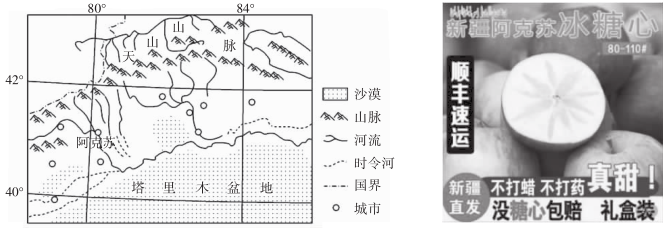 80°
84°
42°
40°
天山山脉
阿克苏
塔里木盆地
沙漠
山脉
河流
时令河
国界
城市
新疆阿克苏冰糖心
80-110#
顺丰速运
新疆直发
不打蜡 不打药 真甜！
没糖心包赔 礼盒装